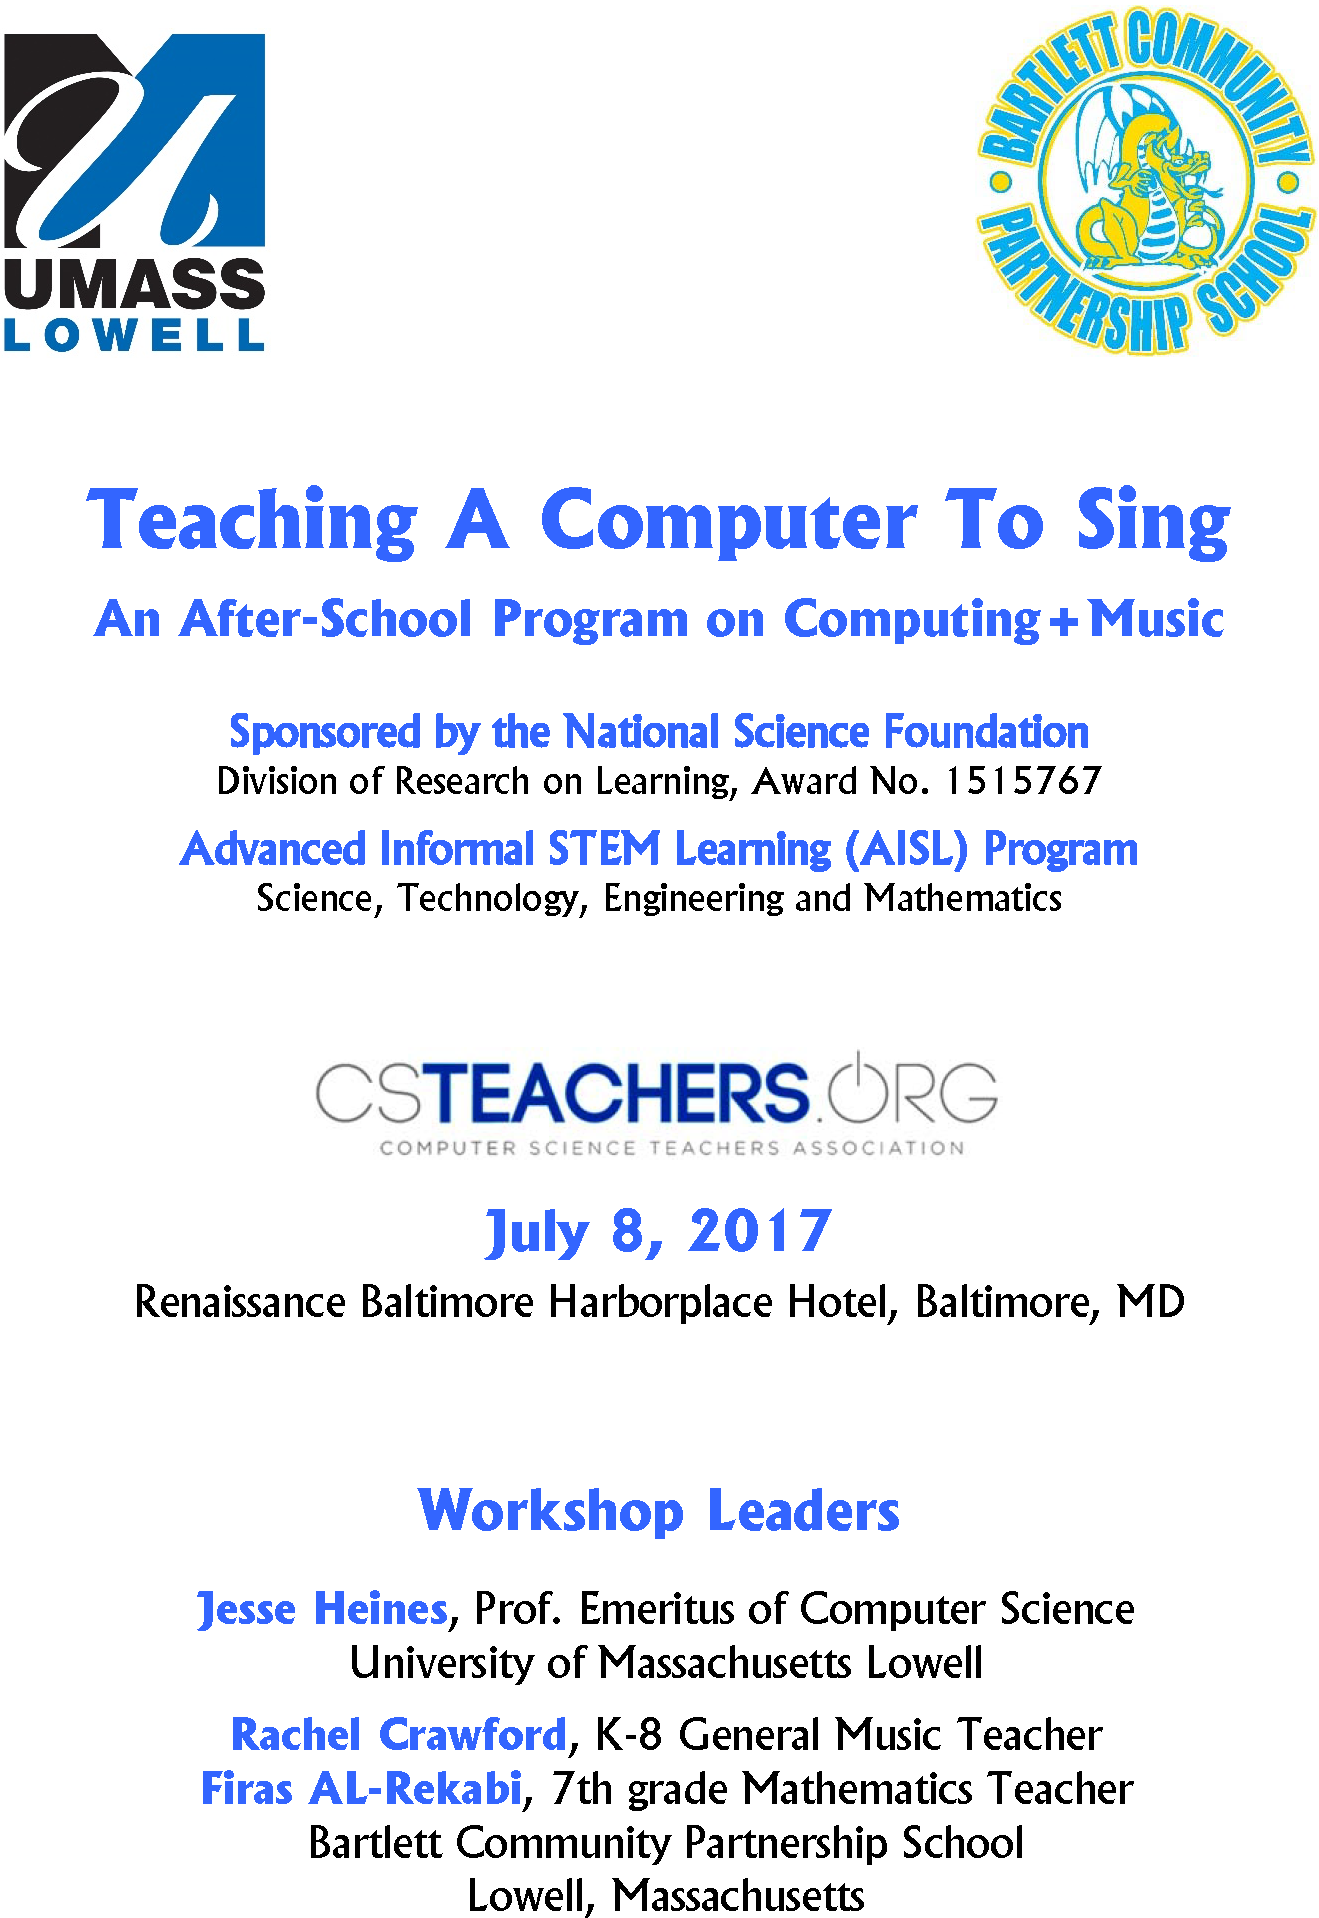 UMASS
LOWELL
BARTLETT COMMUNITY
PARTNERSHIP SCHOOL
Teaching A Computer To Sing
An After-School Program on Computing+Music
Sponsored by the National Science Foundation
Division of Research on Learning, Award No. 1515767
Advanced Informal STEM Learning (AISL) Program
Science, Technology, Engineering and Mathematics
CSTEACHERS.ORG
COMPUTER SCIENCE TEACHERS ASSOCIATION
July 8, 2017
Renaissance Baltimore Harborplace Hotel, Baltimore, MD
Workshop Leaders
Jesse Heines, Prof. Emeritus of Computer Science
University of Massachusetts Lowell
Rachel Crawford, K-8 General Music Teacher
Firas AL-Rekabi, 7th grade Mathematics Teacher
Bartlett Community Partnership School
Lowell, Massachusetts